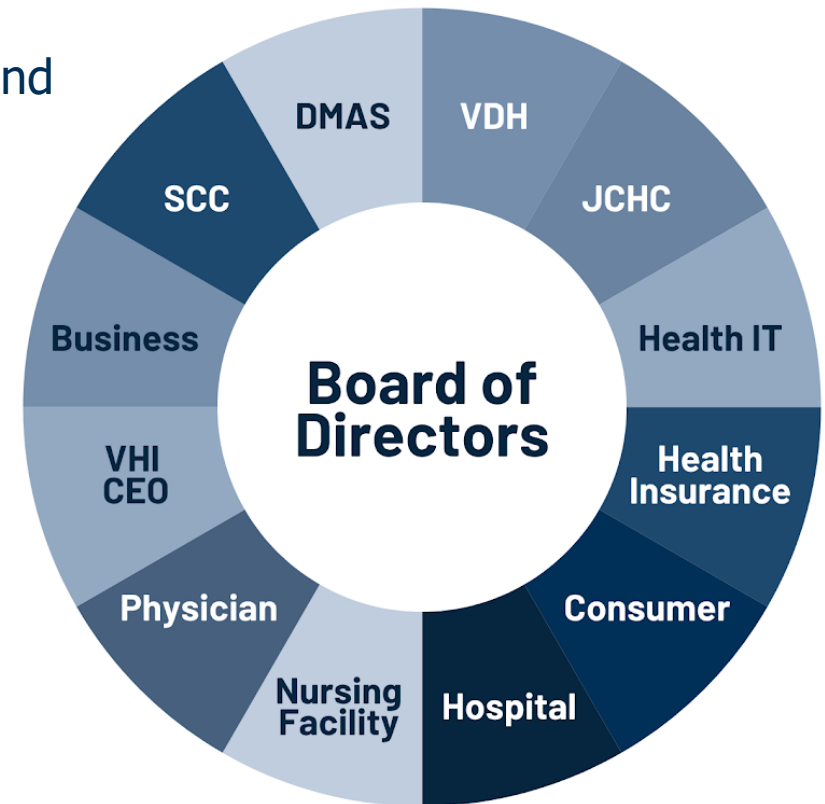 nd
DMAS
VDH
SCC
JCHC
Business
Health IT
Board of
Directors
VHI
CEO
Health
Insurance
Physician
Consumer
Nursing
Facility
Hospital